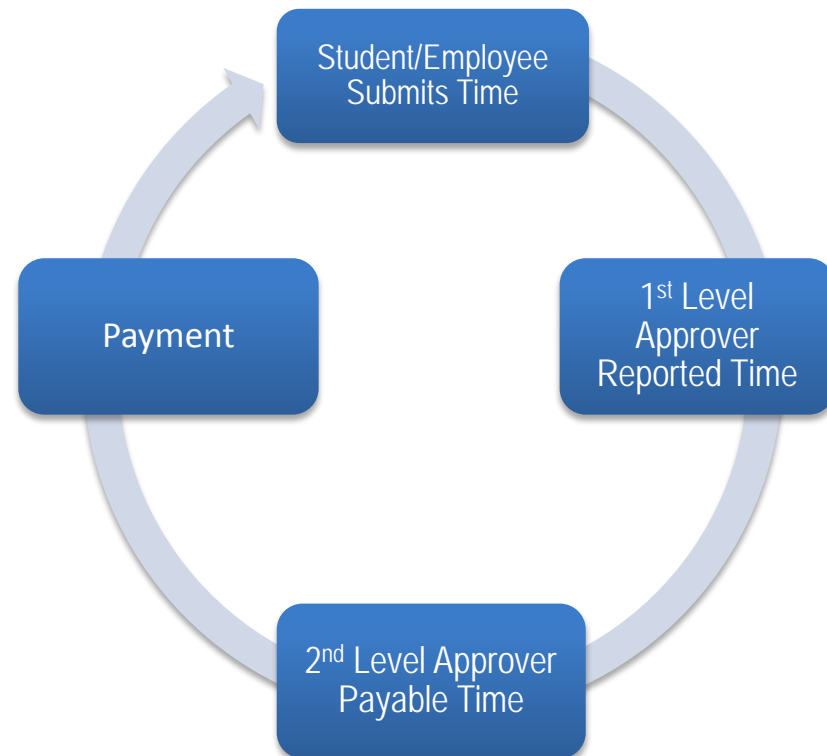 Student/Employee
Submits Time
1st Level
Approver
Reported Time
2nd Level Approver
Payable Time
Payment